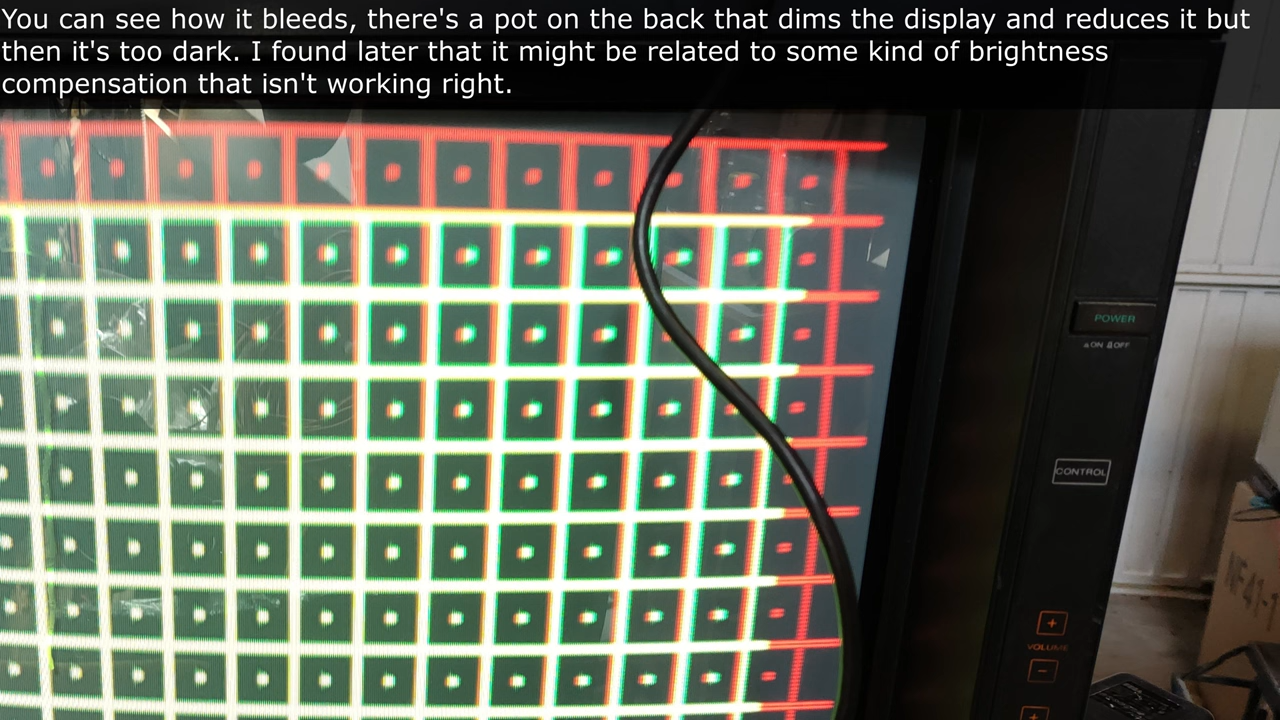 You can see how it bleeds, there's a pot on the back that dims the display and reduces it but
then it's too dark. I found later that it might be related to some kind of brightness
compensation that isn't working right.
POWER
ON OFF
CONTROL
+
VOLUME
-
+